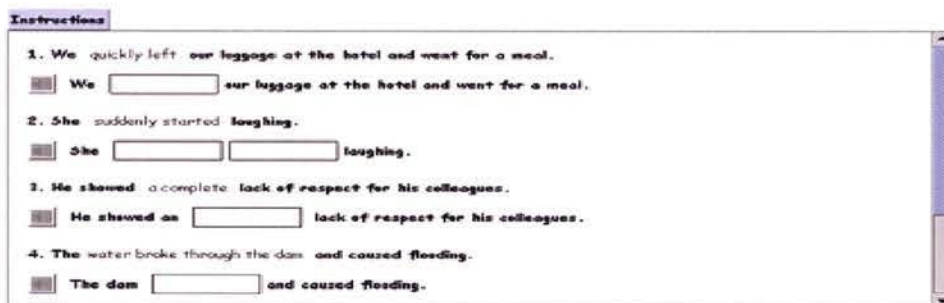 Instructions
1. We quickly left our luggage at the hotel and went for a meal.
We our luggage at the hotel and went for a meal.
2. She suddenly started laughing.
She laughing.
3. He showed a complete lack of respect for his colleagues.
He showed an lack of respect for his colleagues.
4. The water broke through the dam and caused flooding.
The dam and caused flooding.